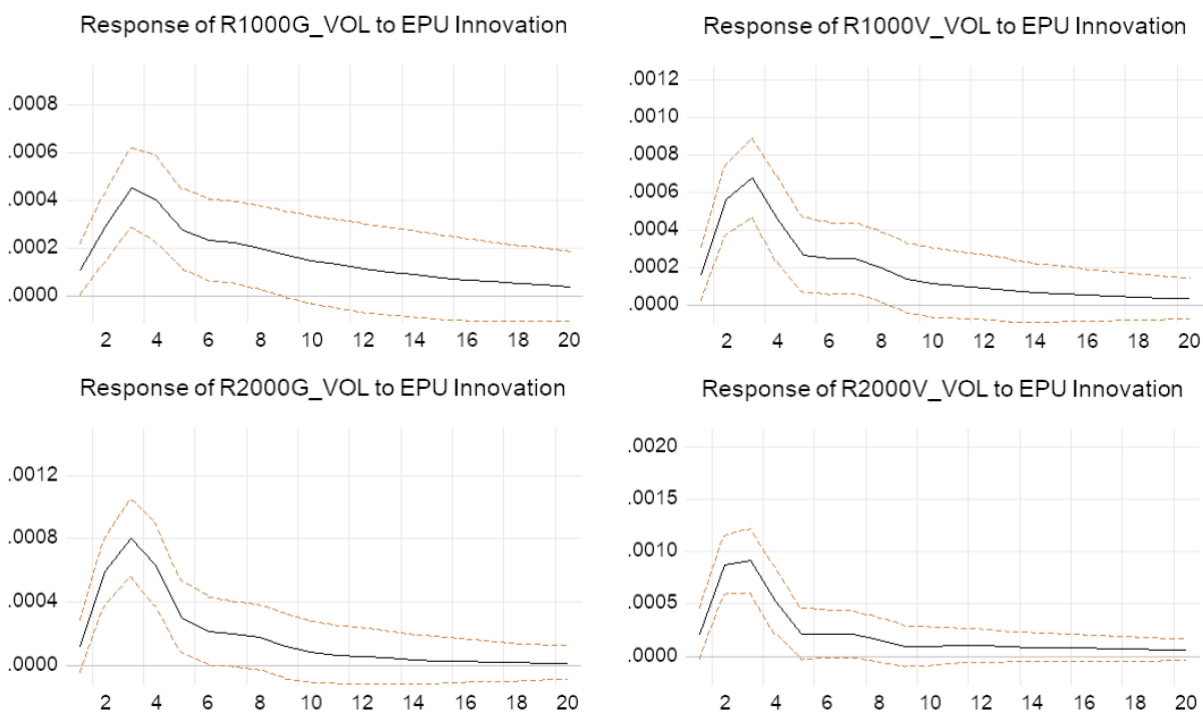 Response of R1000G_VOL to EPU Innovation
.0008
.0006
.0004
.0002
.0000
2 4 6 8 10 12 14 16 18 20
Response of R1000V_VOL to EPU Innovation
.0012
.0010
.0008
.0006
.0004
.0002
.0000
2 4 6 8 10 12 14 16 18 20
Response of R2000G_VOL to EPU Innovation
.0012
.0008
.0004
.0000
2 4 6 8 10 12 14 16 18 20
Response of R2000V_VOL to EPU Innovation
.0020
.0015
.0010
.0005
.0000
2 4 6 8 10 12 14 16 18 20